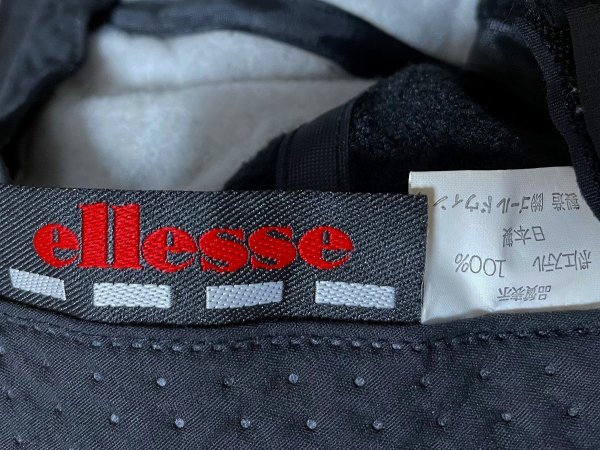 ellesse
品質表示
ポリエステル 100%
日本製
製造 ㈱ゴールドウィン